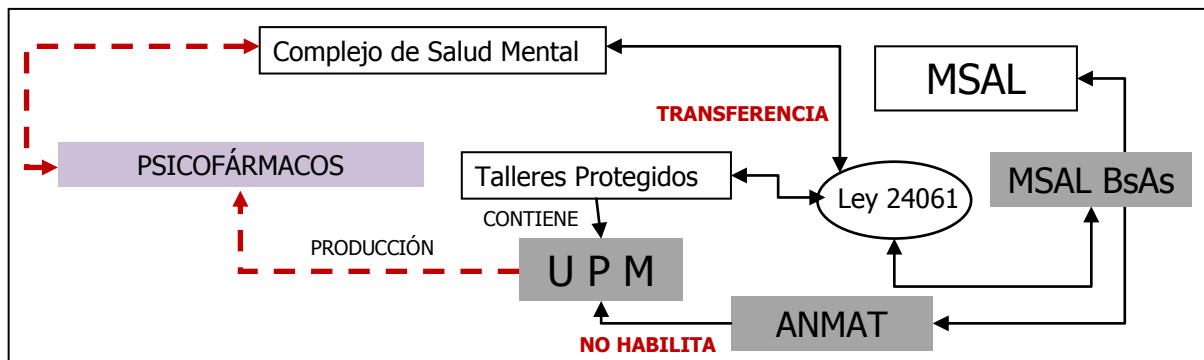 Complejo de Salud Mental
MSAL
TRANSFERENCIA
PSICOFÁRMACOS
Talleres Protegidos
Ley 24061
MSAL BsAs
CONTIENE
PRODUCCIÓN
U P M
ANMAT
NO HABILITA